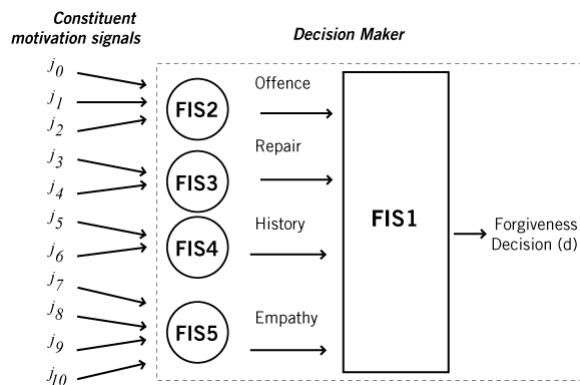 Constituent
motivation signals
Decision Maker
j0
j1
j2
j3
j4
j5
j6
j7
j8
j9
j10
FIS2
FIS3
FIS4
FIS5
Offence
Repair
History
Empathy
FIS1
Forgiveness
Decision (d)